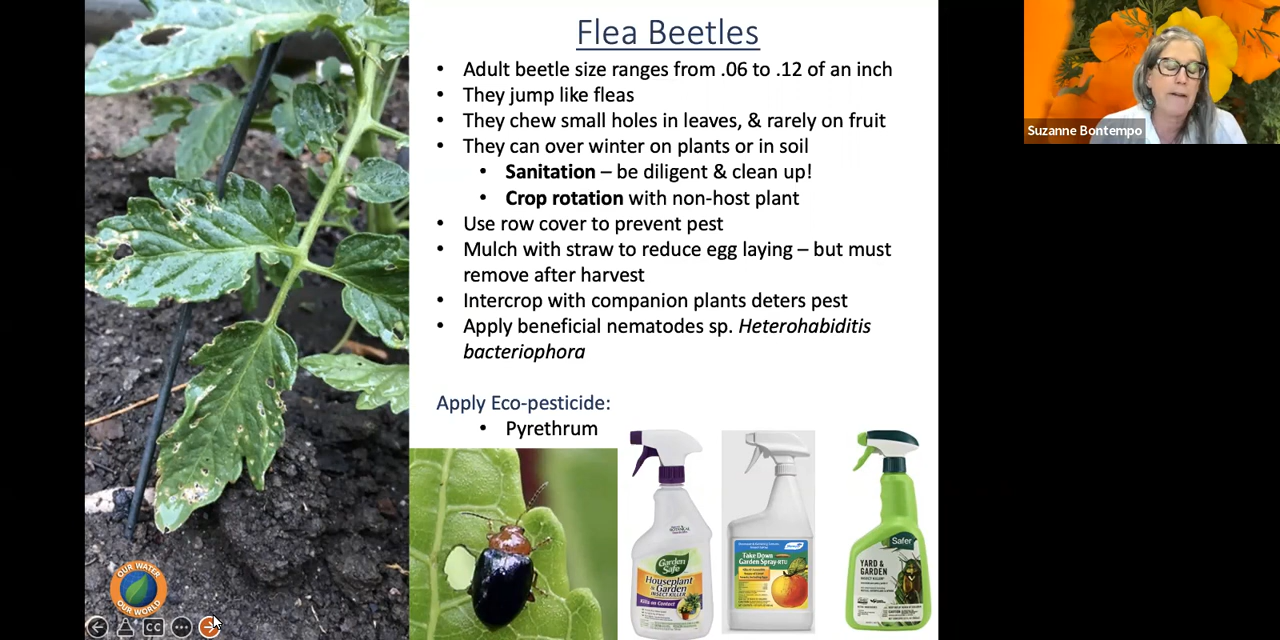 Flea Beetles
• Adult beetle size ranges from .06 to .12 of an inch
• They jump like fleas
• They chew small holes in leaves, & rarely on fruit
• They can over winter on plants or in soil
• Sanitation – be diligent & clean up!
• Crop rotation with non-host plant
• Use row cover to prevent pest
• Mulch with straw to reduce egg laying – but must
remove after harvest
• Intercrop with companion plants deters pest
• Apply beneficial nematodes sp. Heterohabiditis
bacteriophora
Apply Eco-pesticide:
• Pyrethrum
Suzanne Bontempo
Garden
Safe
Houseplant
Garden
INSECT KILLER
Kills on Contact
Take Down
Garden Spray-RTU
Safer
YARD &
GARDEN
INSECT KILLER
OUR WATER
OUR WORLD
CC